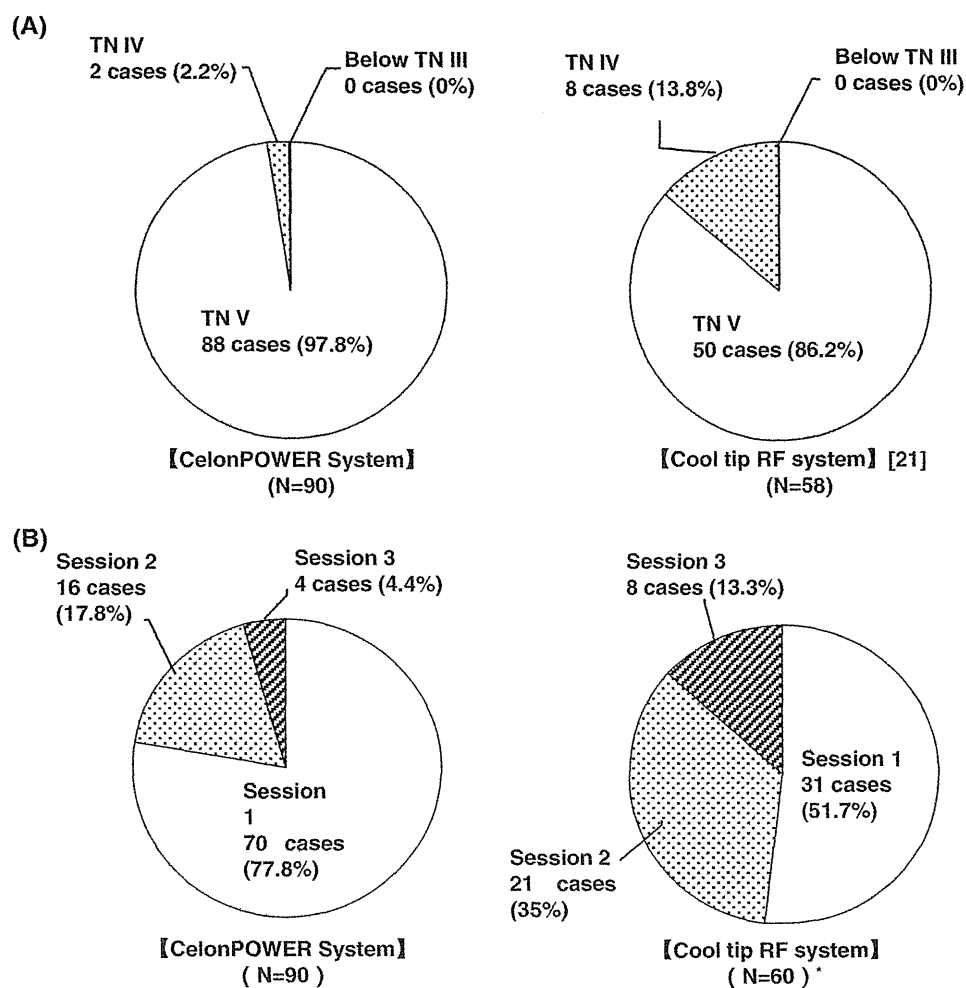 (A)
TN IV
2 cases (2.2%)
Below TN III
0 cases (0%)
TN V
88 cases (97.8%)
【CelonPOWER System】
(N=90)
TN IV
8 cases (13.8%)
Below TN III
0 cases (0%)
TN V
50 cases (86.2%)
【Cool tip RF system】 [21]
(N=58)
(B)
Session 2
16 cases
(17.8%)
Session 3
4 cases (4.4%)
Session
1
70 cases
(77.8%)
【CelonPOWER System】
( N=90 )
Session 3
8 cases (13.3%)
Session 1
31 cases
(51.7%)
Session 2
21 cases
(35%)
【Cool tip RF system】
( N=60 ) *